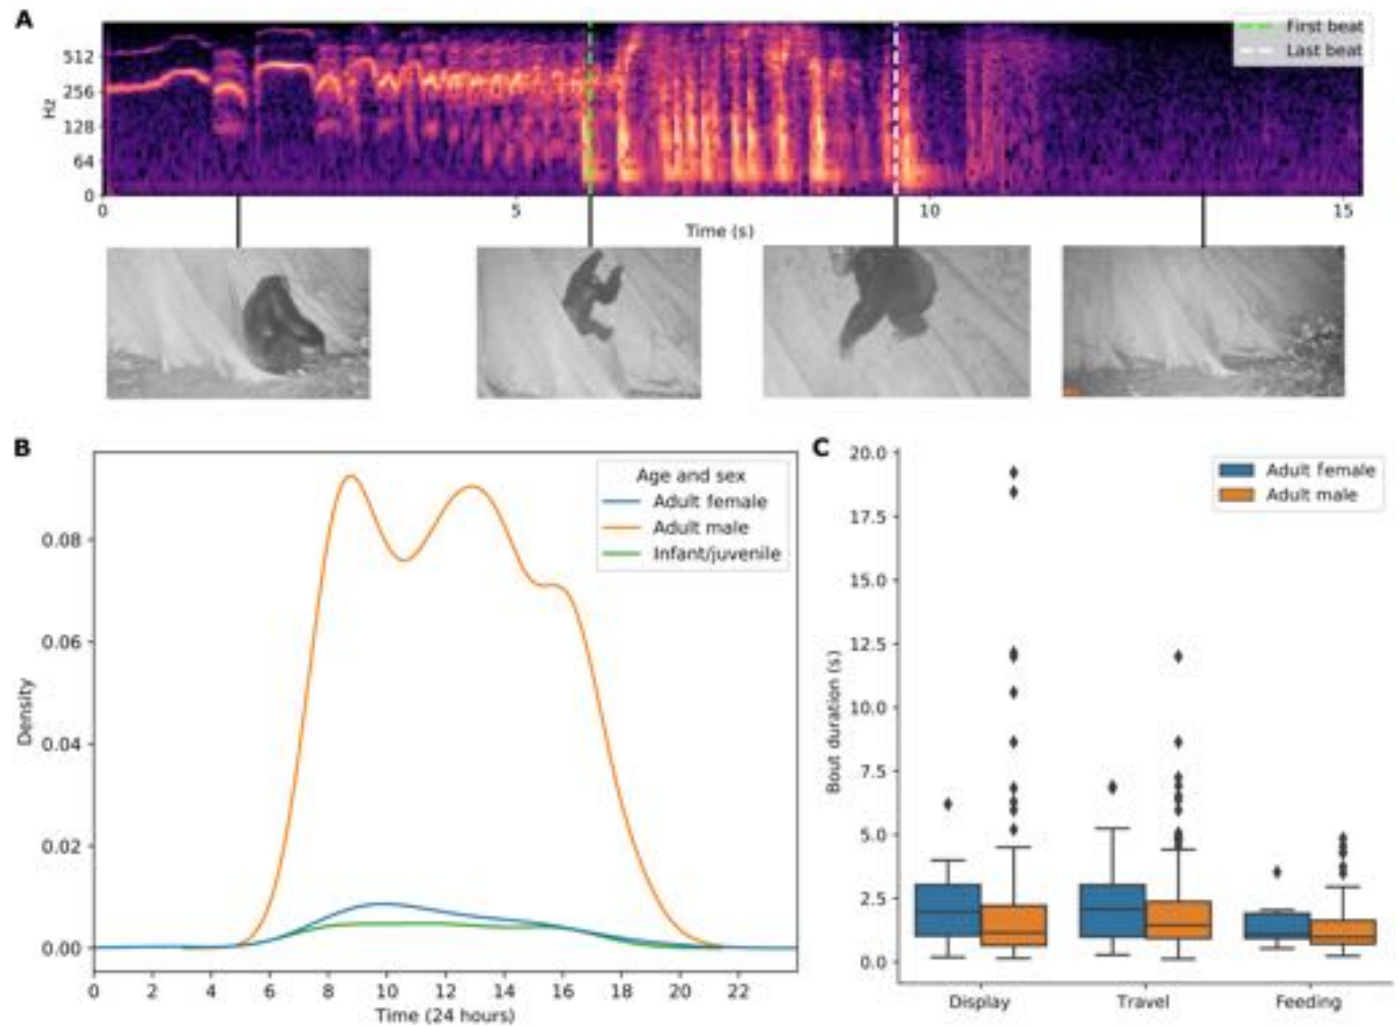 A
First beat
Last beat
512
256
128
64
0
Hz
0 5 10 15
Time (s)
B
Age and sex
Adult female
Adult male
Infant/juvenile
0.08
0.06
0.04
0.02
0.00
Density
0 2 4 6 8 10 12 14 16 18 20 22
Time (24 hours)
C
Adult female
Adult male
20.0
17.5
15.0
12.5
10.0
7.5
5.0
2.5
0.0
Bout duration (s)
Display Travel Feeding